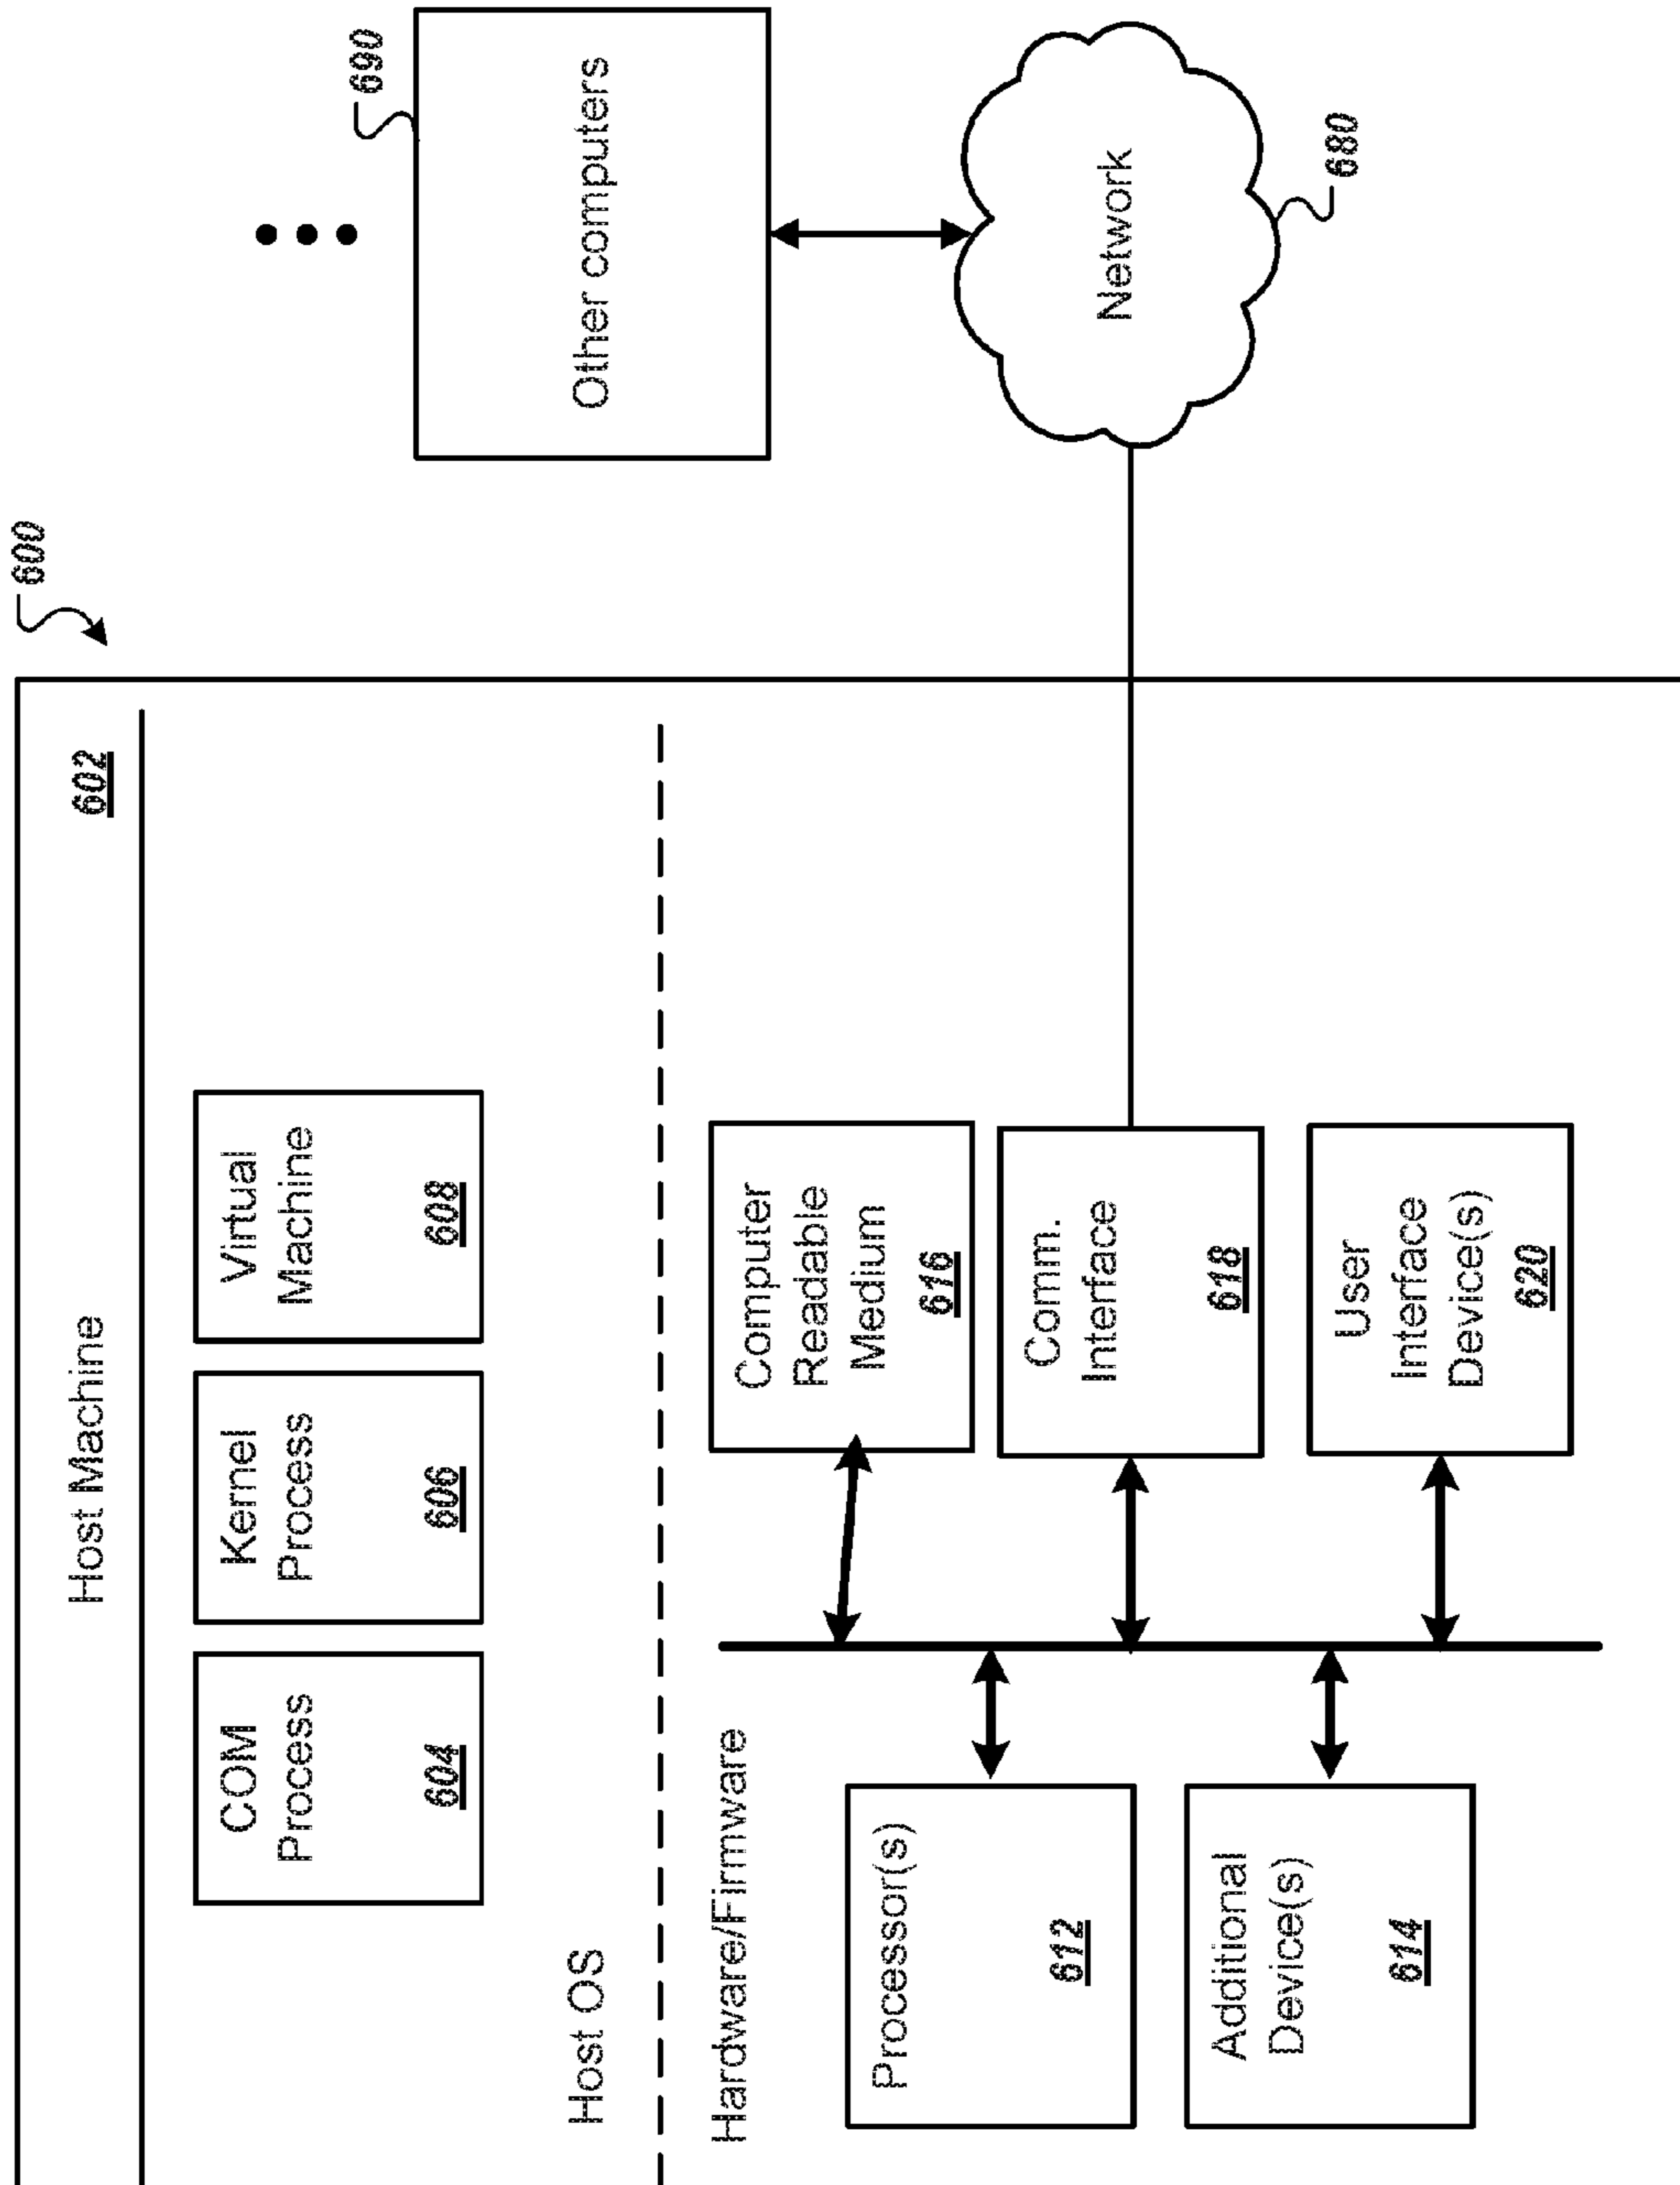 600
Host Machine
602
COM
Process
604
Kernel
Process
606
Virtual
Machine
608
Host OS
Hardware/Firmware
Processor(s)
612
Additional
Device(s)
614
Computer
Readable
Medium
616
Comm.
Interface
618
User
Interface
Device(s)
620
690
Other computers
Network
680